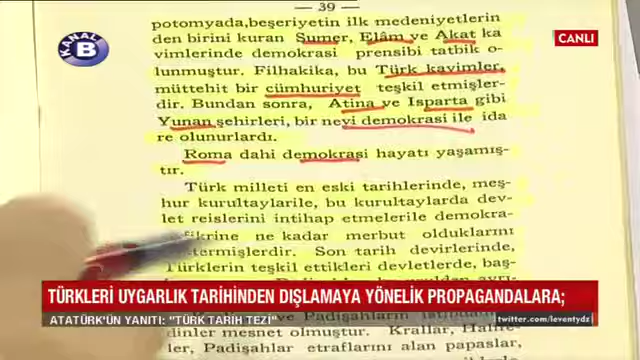 — 39 —
KANAL B
CANLI
potomyada,beşeriyetin ilk medeniyetlerin
den birini kuran Sumer, Elâm ve Akat ka
vimlerinde demokrasi prensibi tatbik o-
lunmuştur. Filhakika, bu Türk kavimler,
müttehit bir cümhuriyet teşkil etmişler-
dir. Bundan sonra, Atina ve Isparta gibi
Yunan şehirleri, bir nevi demokrasi ile ida
re olunurlardı.
Roma dahi demokrasi hayatı yaşamış-
tır.
Türk milleti en eski tarihlerinde, meş-
hur kurultaylarile, bu kurultaylarda dev-
let reislerini intihap etmelerile demokra-
fikrine ne kadar merbut olduklarını
termişlerdir. Son tarih devirlerinde,
Türklerin teşkil ettikleri devletlerde, baş-
TÜRKLERİ UYGARLIK TARİHİNDEN DIŞLAMAYA YÖNELİK PROPAGANDALARA;
ATATÜRK'ÜN YANITI: "TÜRK TARİH TEZİ"
twitter.com/leventydz
dinler mesnet olmuştur. Krallar, Halife-
ler, Padişahlar etraflarını alan papaslar,